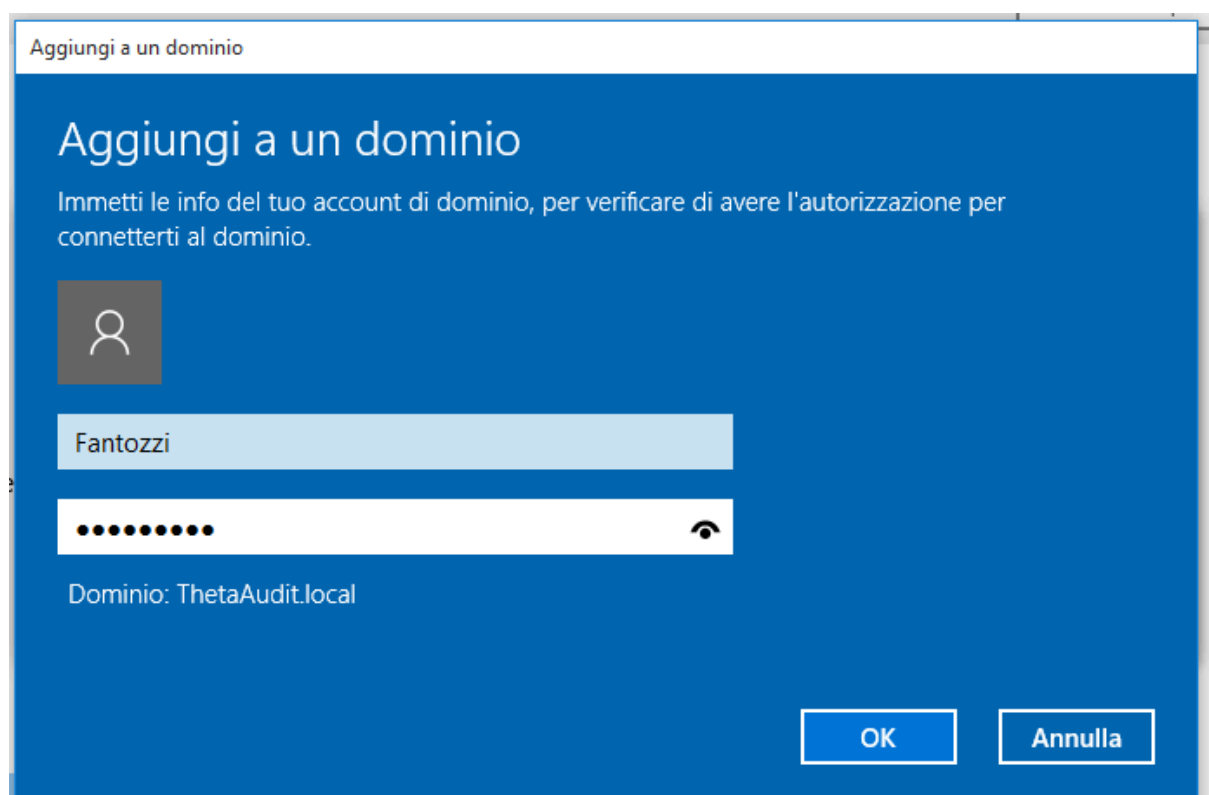 Aggiungi a un dominio
Aggiungi a un dominio
Immetti le info del tuo account di dominio, per verificare di avere l'autorizzazione per
connetterti al dominio.
Fantozzi
•••••••••
Dominio: ThetaAudit.local
OK
Annulla